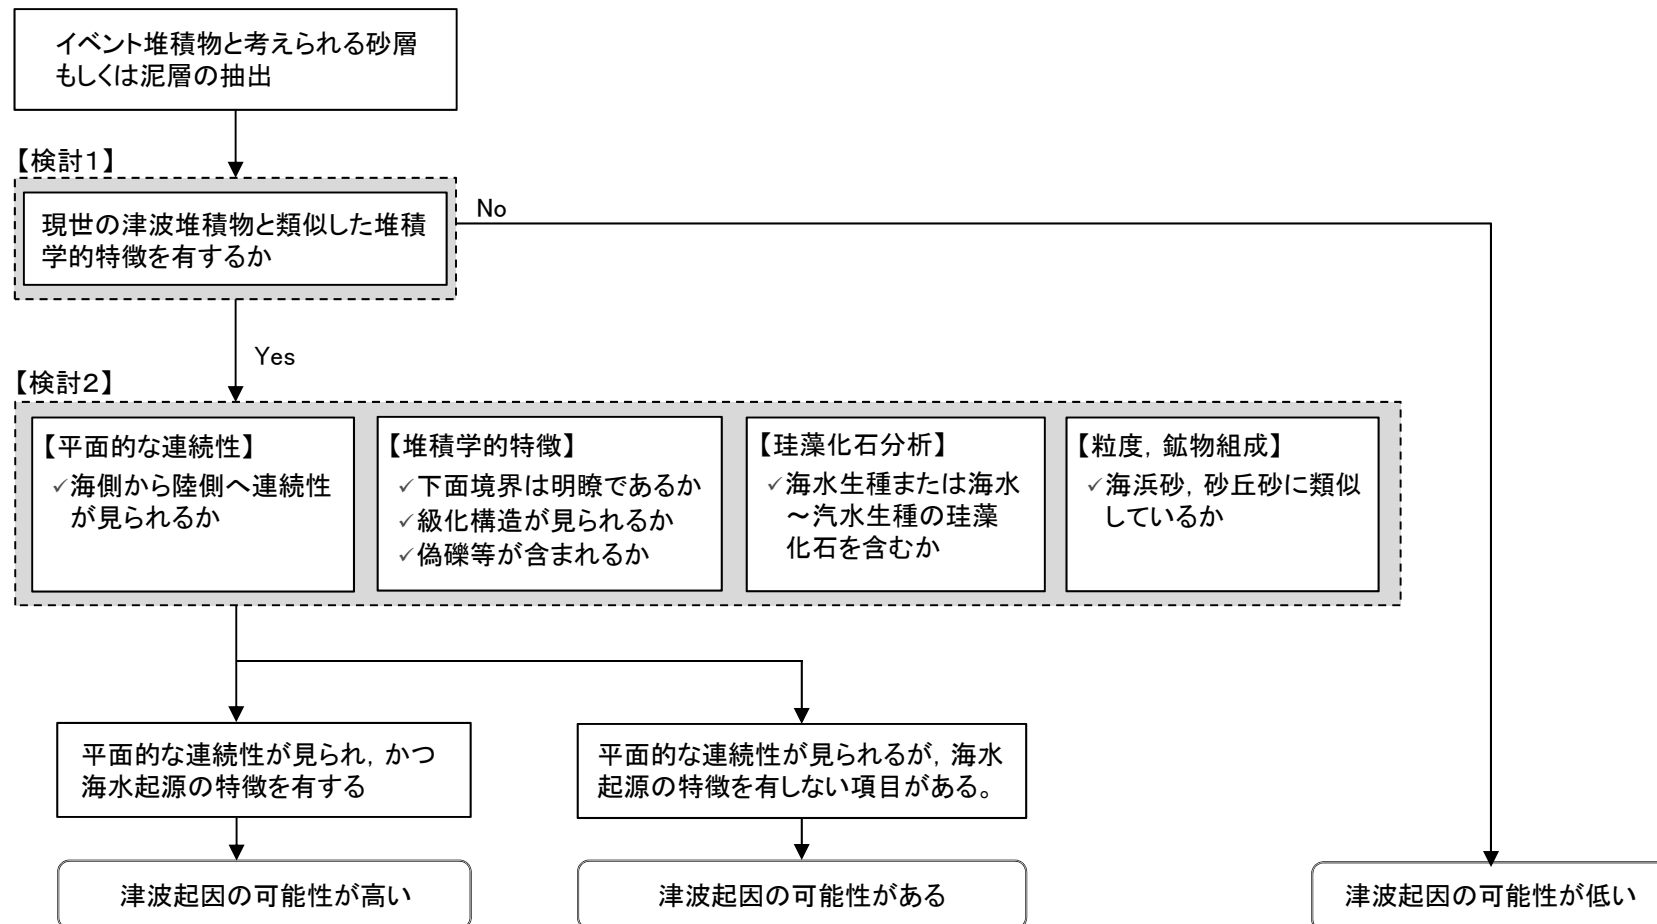 イベント堆積物と考えられる砂層
もしくは泥層の抽出
【検討1】
現世の津波堆積物と類似した堆積
学的特徴を有するか
No
Yes
【検討2】
【平面的な連続性】
✓海側から陸側へ連続性
が見られるか
【堆積学的特徴】
✓下面境界は明瞭であるか
✓級化構造が見られるか
✓偽礫等が含まれるか
【珪藻化石分析】
✓海水生種または海水
～汽水生種の珪藻
化石を含むか
【粒度，鉱物組成】
✓海浜砂，砂丘砂に類似
しているか
平面的な連続性が見られ，かつ
海水起源の特徴を有する
平面的な連続性が見られるが，海水
起源の特徴を有しない項目がある。
津波起因の可能性が高い
津波起因の可能性がある
津波起因の可能性が低い